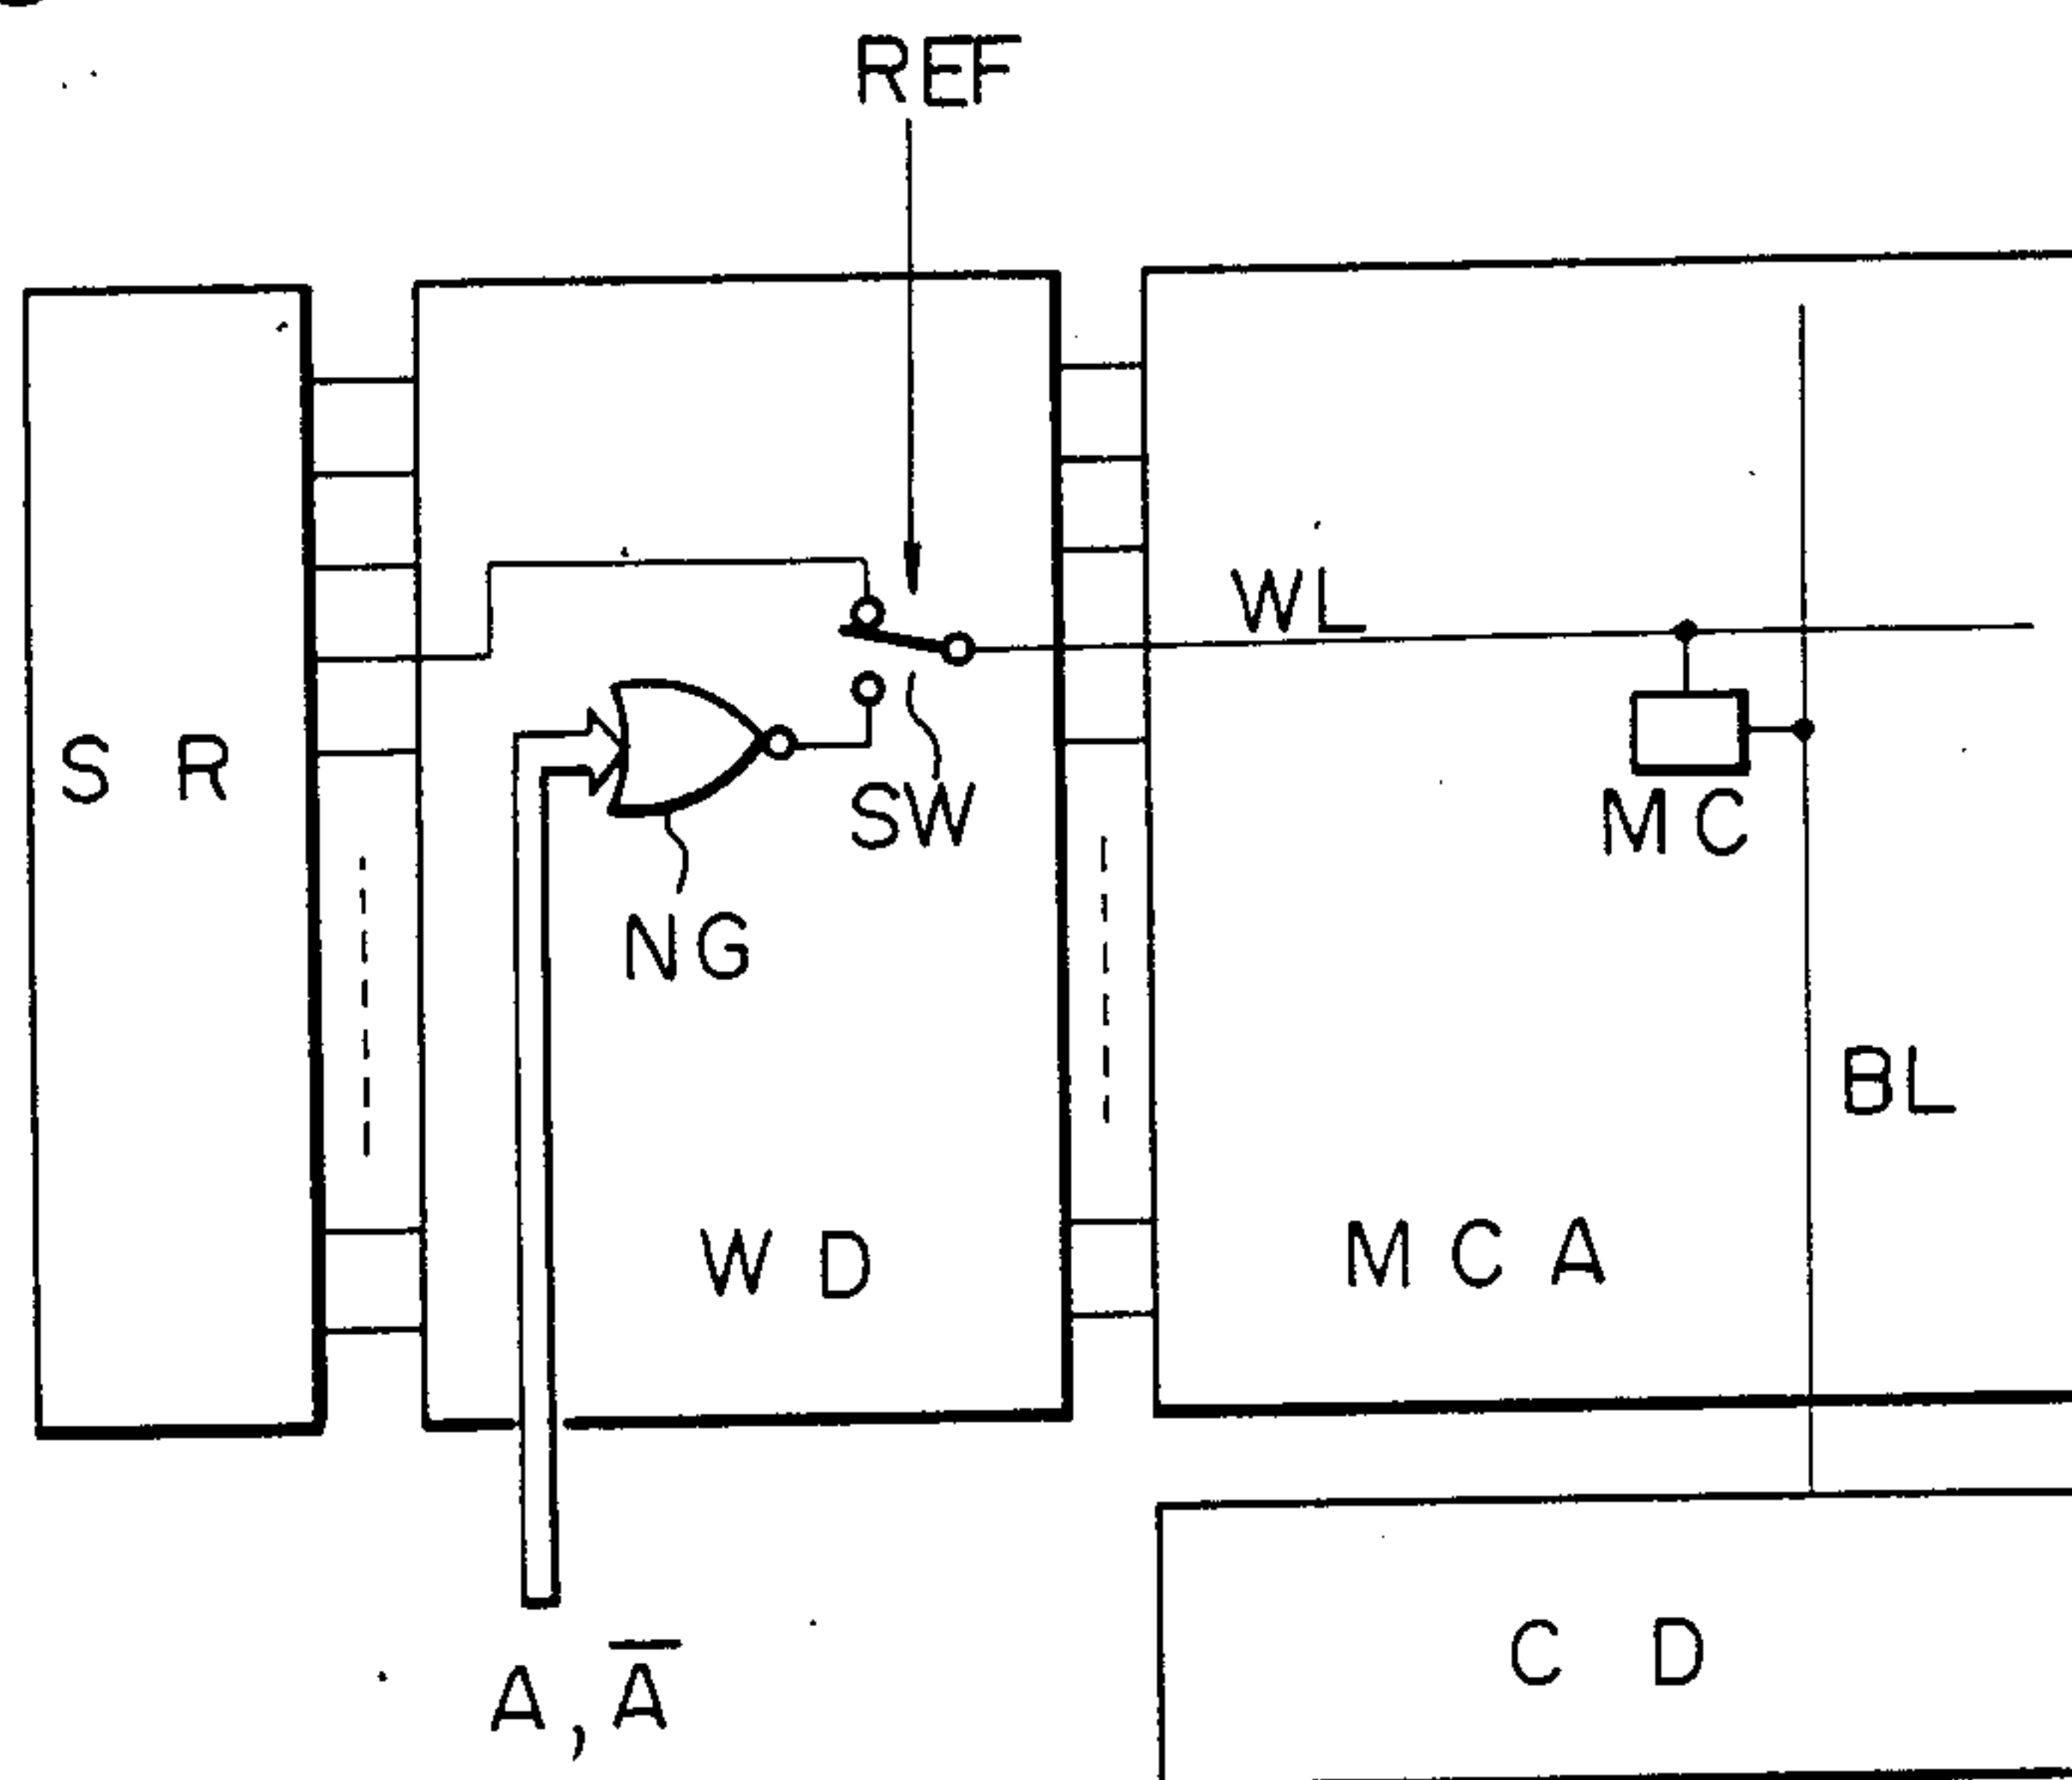 REF
WL
S R
SW
MC
NG
BL
W D
M C A
C D
A, A̅